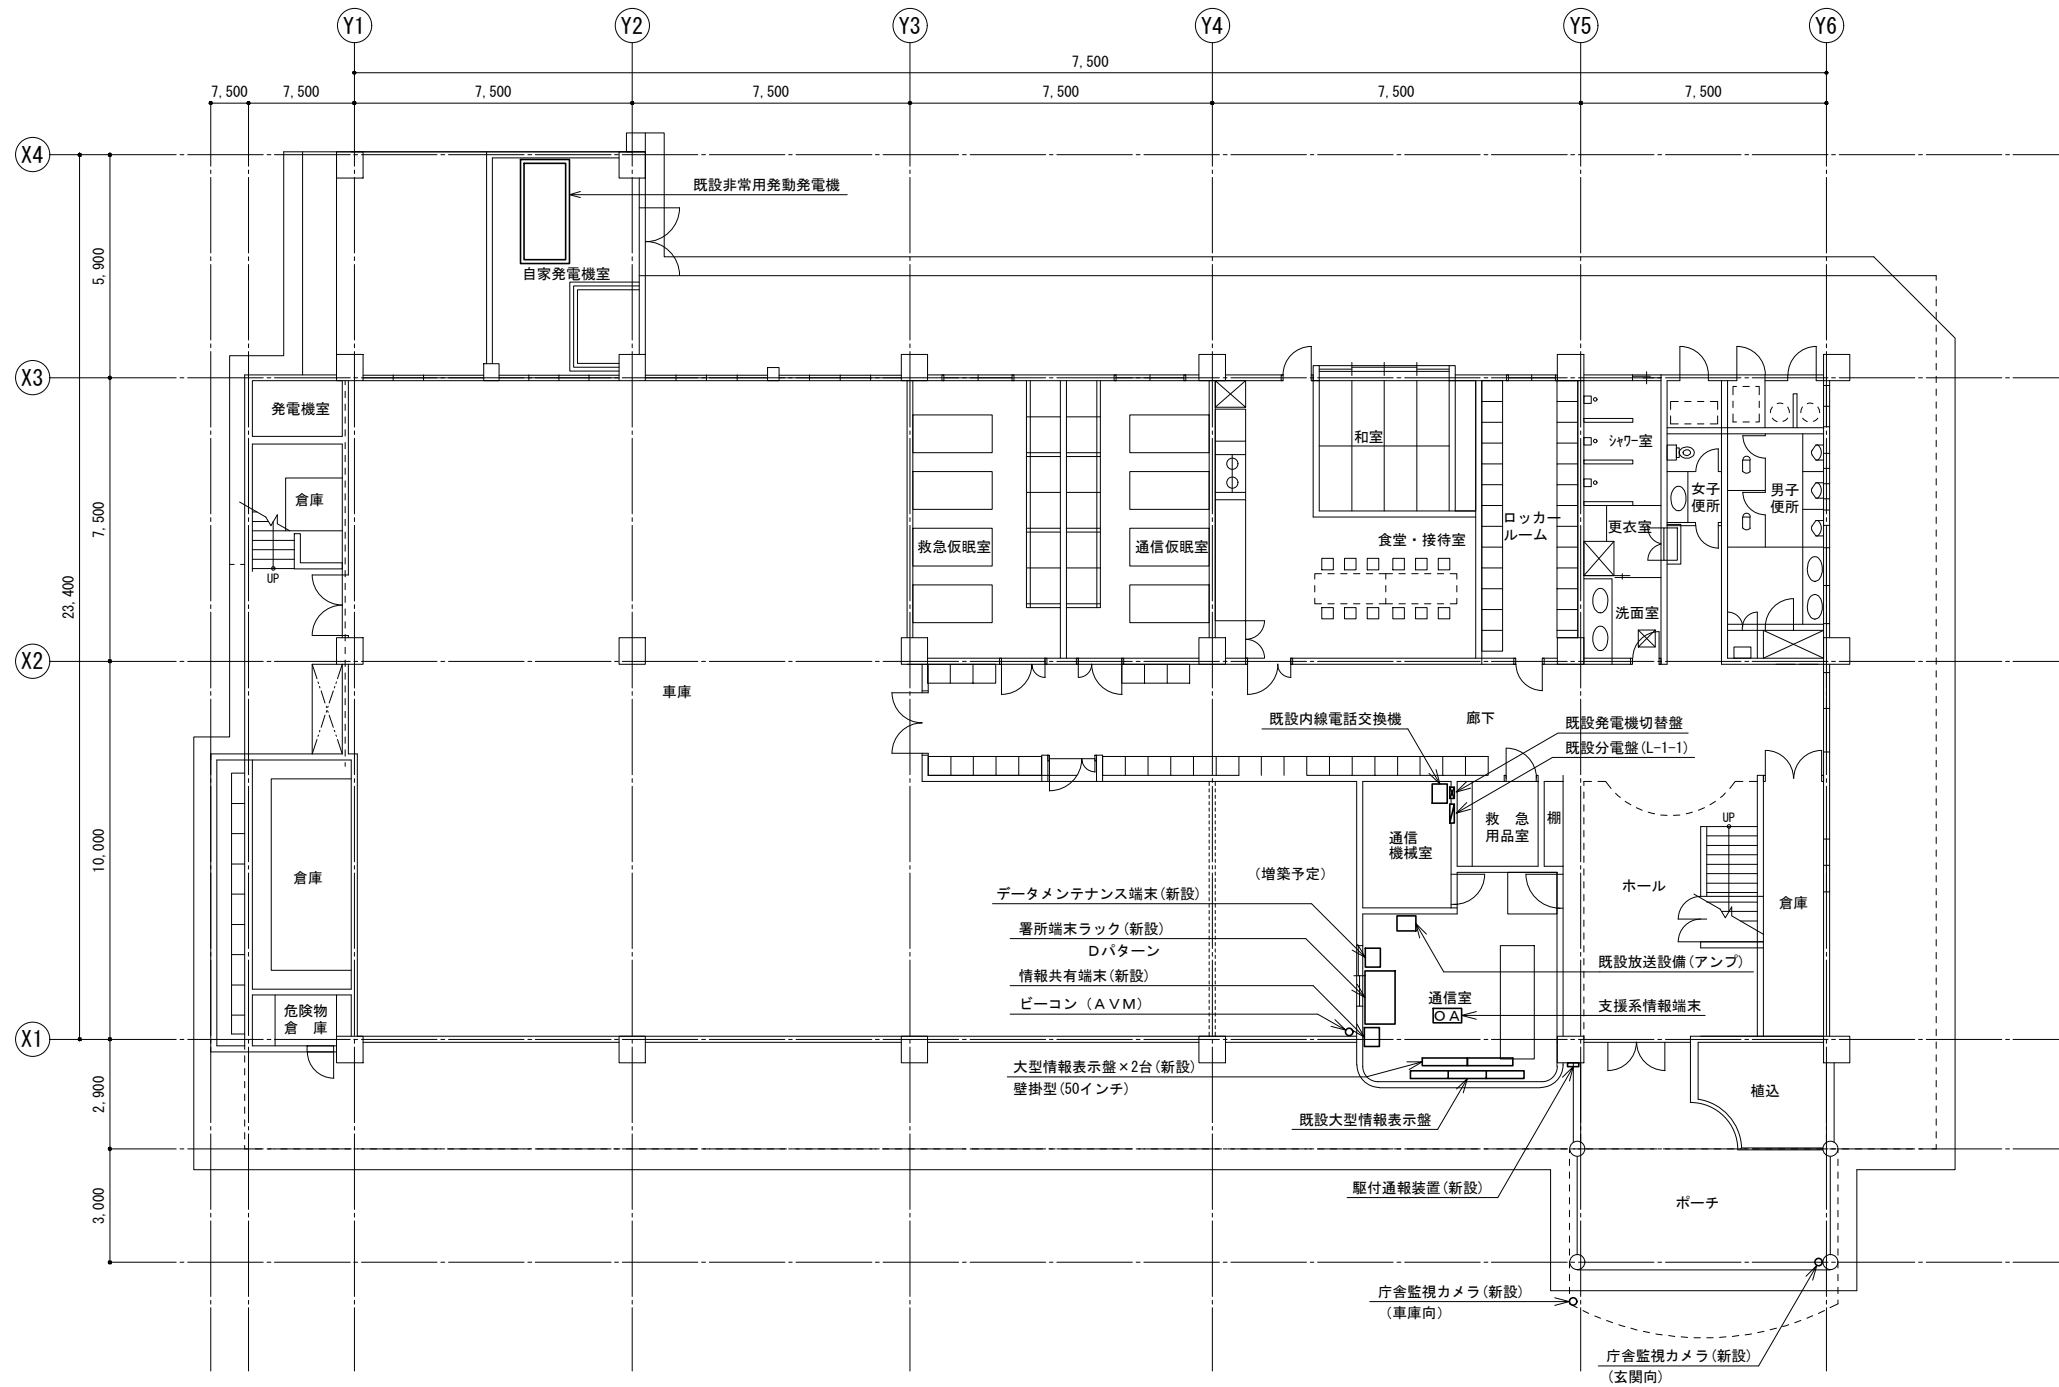 Y1
Y2
Y3
Y4
Y5
Y6
7,500
7,500
7,500
7,500
7,500
7,500
7,500
7,500
X4
X3
X2
X1
5,900
7,500
23,400
10,000
2,900
3,000
既設非常用発動発電機
自家発電機室
発電機室
倉庫
UP
救急仮眠室
通信仮眠室
和室
食堂・接待室
ロッカー
ルーム
シャワー室
更衣室
洗面室
女子
便所
男子
便所
車庫
既設内線電話交換機
廊下
既設発電機切替盤
既設分電盤(L-1-1)
倉庫
通信
機械室
救 急
用品室
棚
UP
ホール
倉庫
(増築予定)
データメンテナンス端末(新設)
署所端末ラック(新設)
Dパターン
情報共有端末(新設)
ビーコン(AVM)
既設放送設備(アンプ)
通信室
OA
支援系情報端末
危険物
倉 庫
大型情報表示盤×2台(新設)
壁掛型(50インチ)
既設大型情報表示盤
植込
駆付通報装置(新設)
ポーチ
庁舎監視カメラ(新設)
(車庫向)
庁舎監視カメラ(新設)
(玄関向)